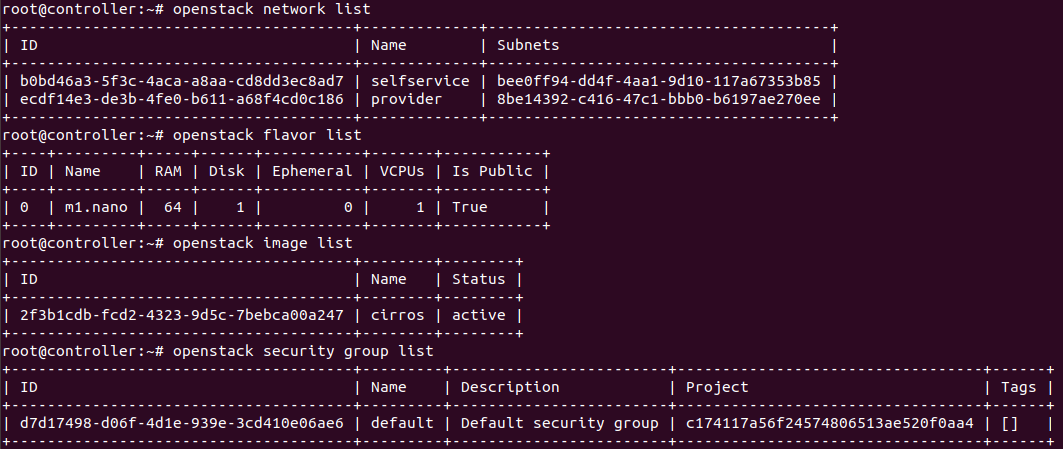 root@controller:~# openstack network list
+--------------------------------------+-------------+--------------------------------------+
| ID                                   | Name        | Subnets                              |
+--------------------------------------+-------------+--------------------------------------+
| b0bd46a3-5f3c-4aca-a8aa-cd8dd3ec8ad7 | selfservice | bee0ff94-dd4f-4aa1-9d10-117a67353b85 |
| ecdf14e3-de3b-4fe0-b611-a68f4cd0c186 | provider    | 8be14392-c416-47c1-bbb0-b6197ae270ee |
+--------------------------------------+-------------+--------------------------------------+
root@controller:~# openstack flavor list
+----+---------+-----+------+-----------+-------+-----------+
| ID | Name    | RAM | Disk | Ephemeral | VCPUs | Is Public |
+----+---------+-----+------+-----------+-------+-----------+
| 0  | m1.nano |  64 |    1 |         0 |     1 | True      |
+----+---------+-----+------+-----------+-------+-----------+
root@controller:~# openstack image list
+--------------------------------------+--------+--------+
| ID                                   | Name   | Status |
+--------------------------------------+--------+--------+
| 2f3b1cdb-fcd2-4323-9d5c-7bebca00a247 | cirros | active |
+--------------------------------------+--------+--------+
root@controller:~# openstack security group list
+--------------------------------------+---------+------------------------+----------------------------------+------+
| ID                                   | Name    | Description            | Project                          | Tags |
+--------------------------------------+---------+------------------------+----------------------------------+------+
| d7d17498-d06f-4d1e-939e-3cd410e06ae6 | default | Default security group | c174117a56f24574806513ae520f0aa4 | []   |
+--------------------------------------+---------+------------------------+----------------------------------+------+